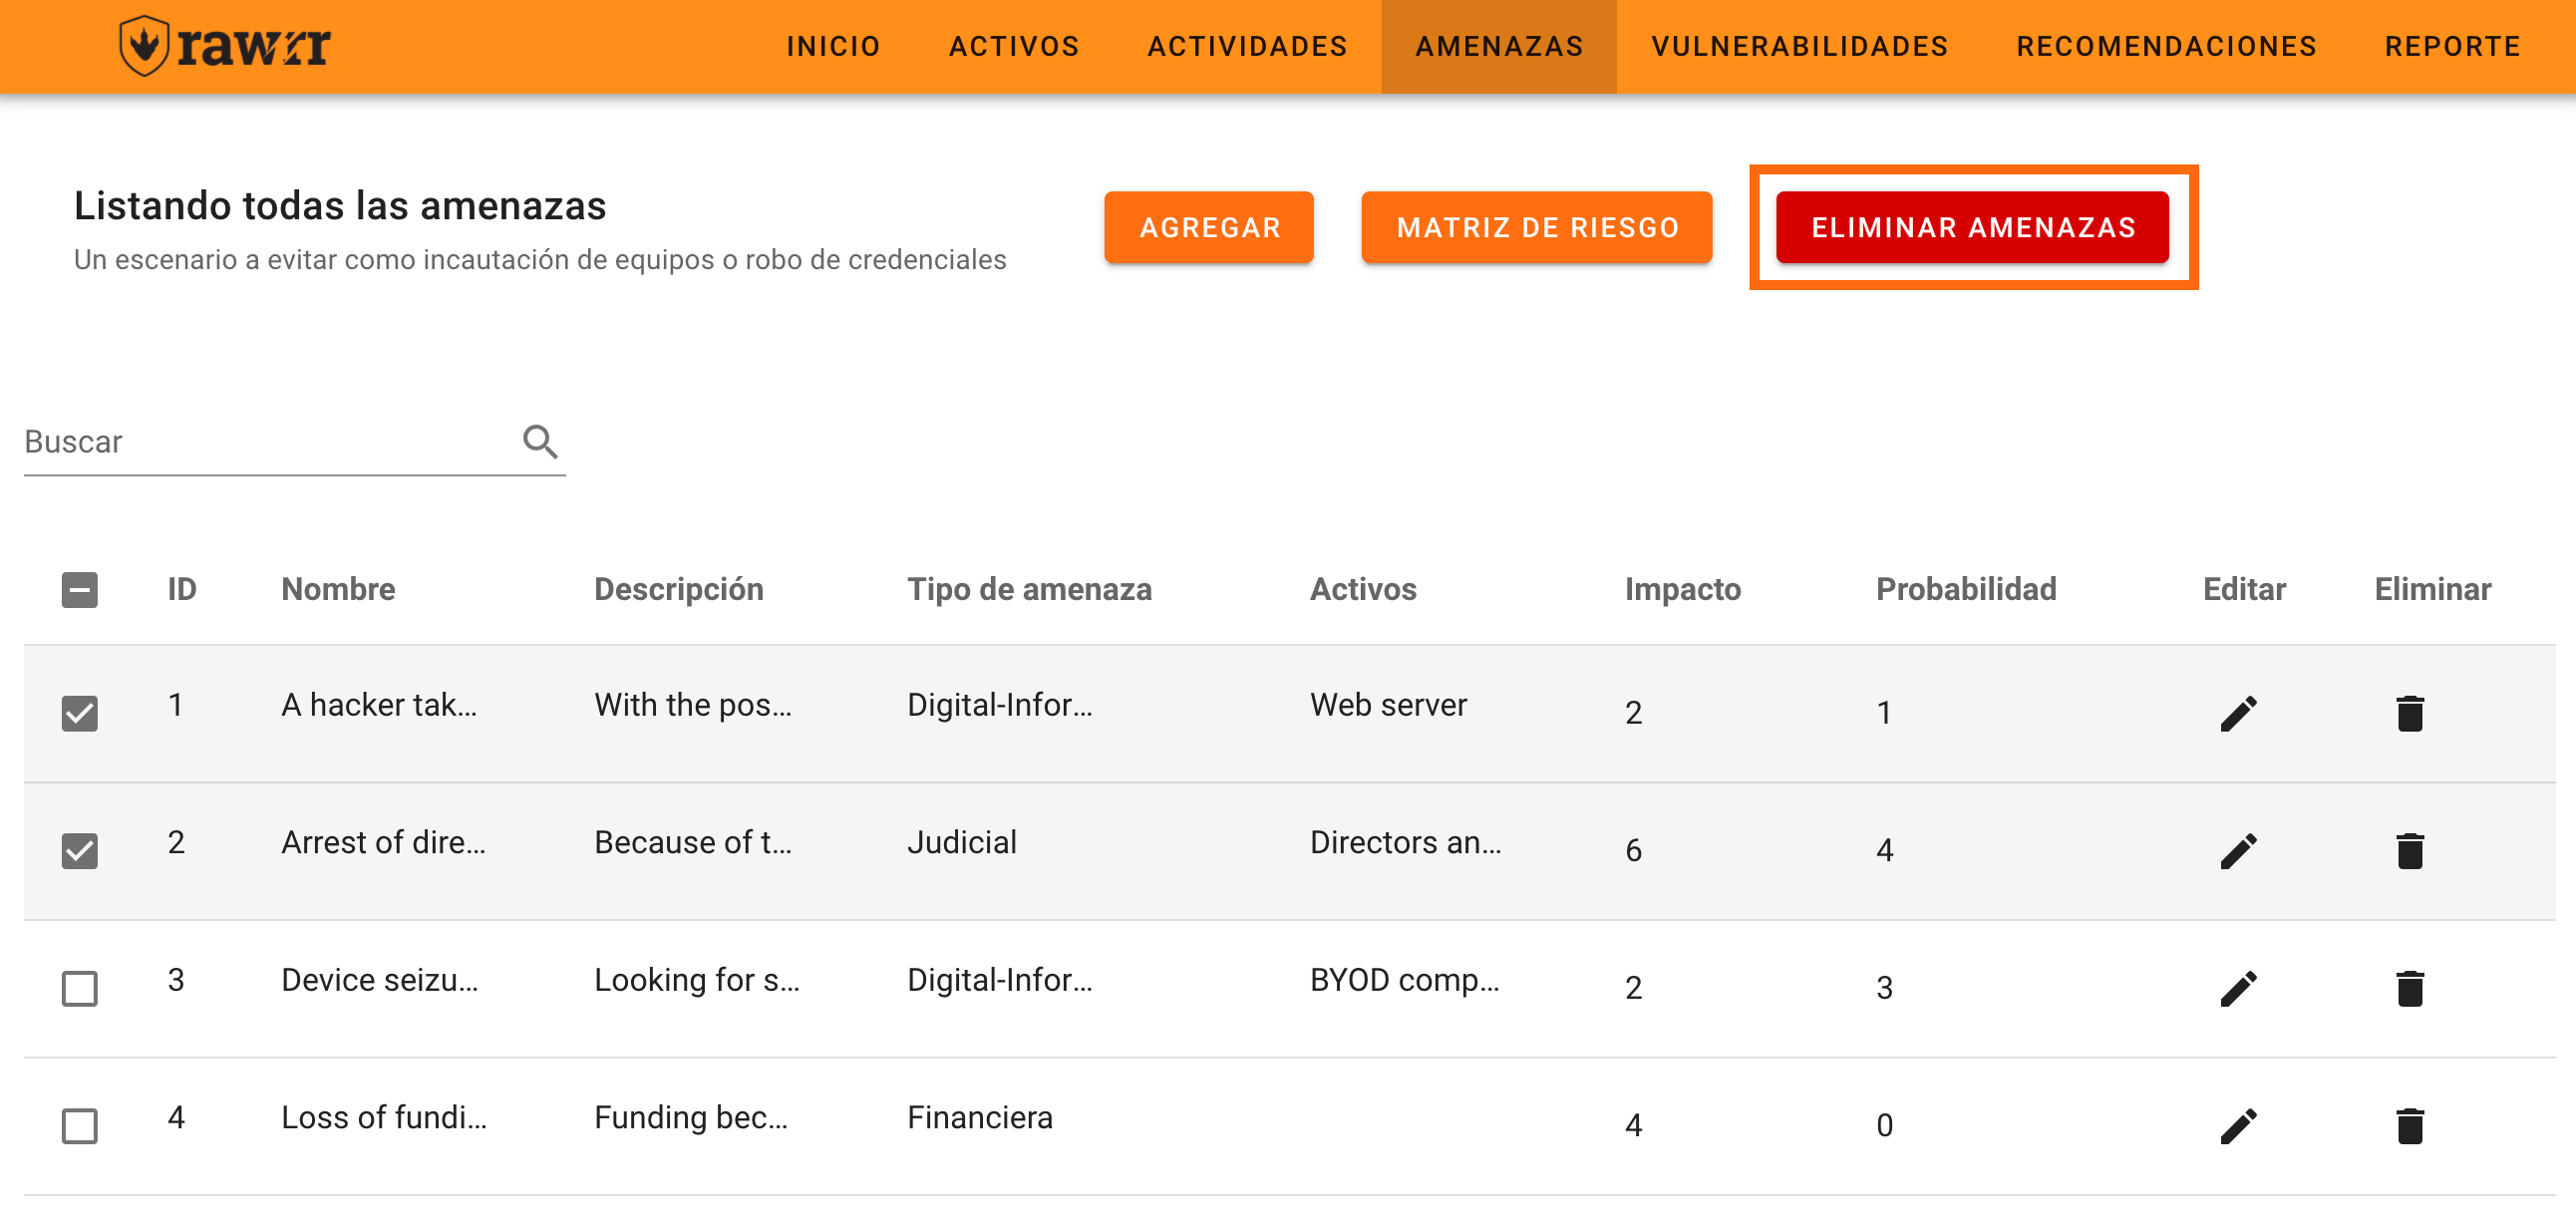 rawrr INICIO ACTIVOS ACTIVIDADES AMENAZAS VULNERABILIDADES RECOMENDACIONES REPORTE
Listando todas las amenazas
Un escenario a evitar como incautación de equipos o robo de credenciales
AGREGAR MATRIZ DE RIESGO ELIMINAR AMENAZAS
Buscar
ID Nombre Descripción Tipo de amenaza Activos Impacto Probabilidad Editar Eliminar
1 A hacker tak... With the pos... Digital-Infor... Web server 2 1
2 Arrest of dire... Because of t... Judicial Directors an... 6 4
3 Device seizu... Looking for s... Digital-Infor... BYOD comp... 2 3
4 Loss of fundi... Funding bec... Financiera 4 0